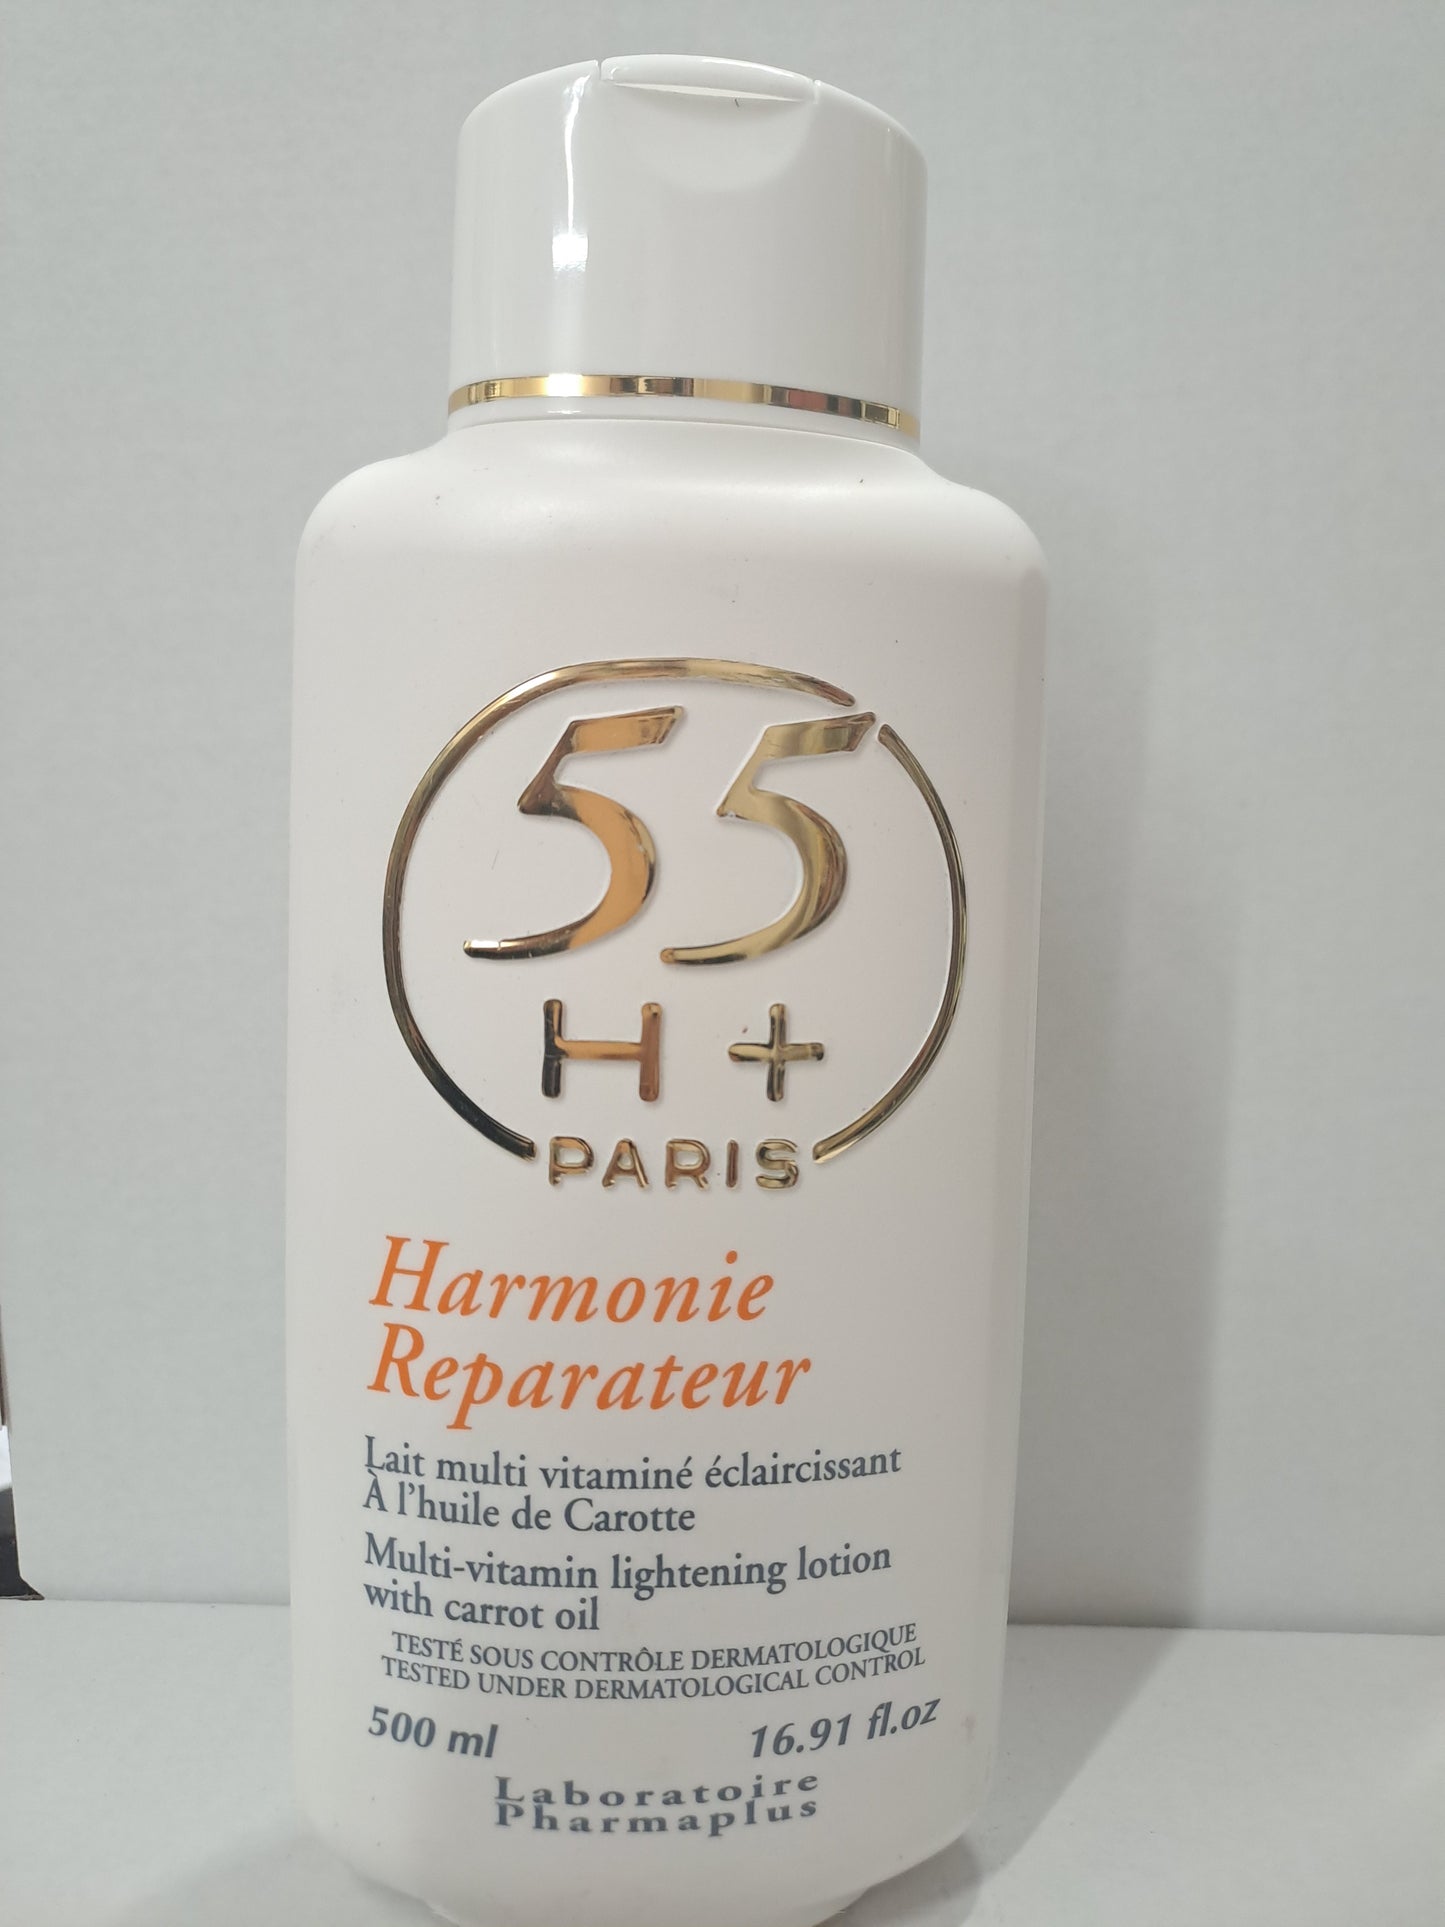 55
H +
PARIS
Harmonie
Reparateur
Lait multi vitaminé éclaircissant
À l'huile de Carotte
Multi-vitamin lightening lotion
with carrot oil
TESTÉ SOUS CONTRÔLE DERMATOLOGIQUE
TESTED UNDER DERMATOLOGICAL CONTROL
500 ml 16.91 fl.oz
Laboratoire
Pharmaplus